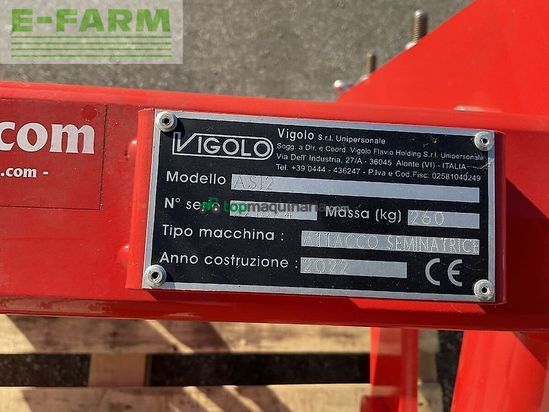 E-FARM
com
.com -
VIGOLO
Vigolo s.r.l. Unipersonale
Sogg. a Dir. e Coord. Vigolo Flavio Holding S.r.l. Unipersonale
Via Dell' Industria, 27/A - 36045 Alonte (VI) - ITALIA
Tel. +39 0444 - 436247 - P.Iva e Cod.Fisc. 02581040249
Modello AS12
N° se topmaquinaria.com Massa (kg) 260
Tipo macchina : ATTACCO SEMINATRICE
Anno costruzione : 2022 CE